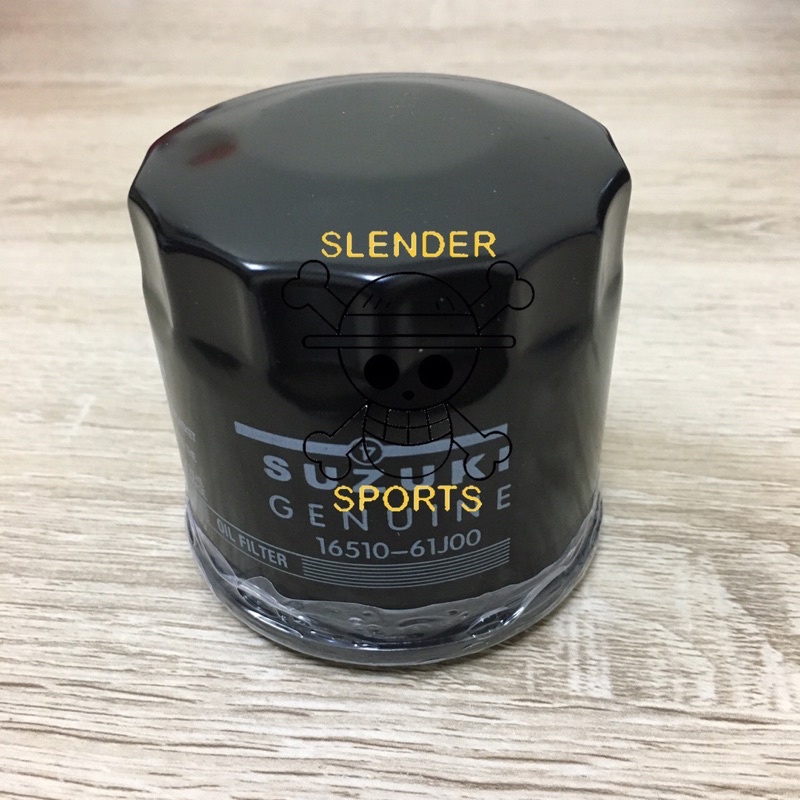 SLENDER
SUZUKI
SPORTS
GENUINE
16510-61J00
OIL FILTER